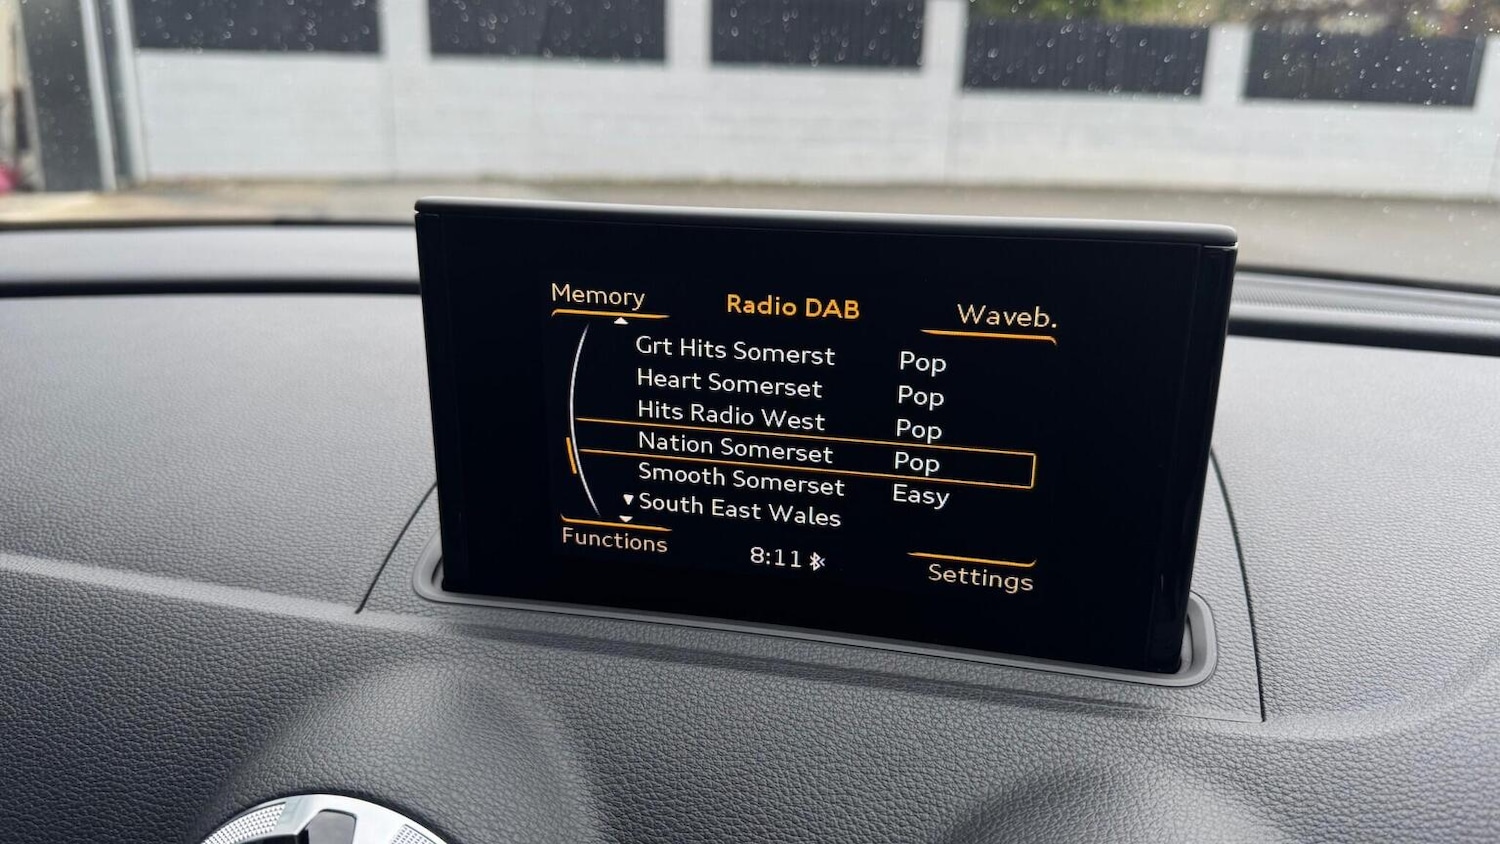 Memory Radio DAB Waveb.
Grt Hits Somerst Pop
Heart Somerset Pop
Hits Radio West Pop
Nation Somerset Pop
Smooth Somerset Easy
South East Wales
Functions 8:11 Settings